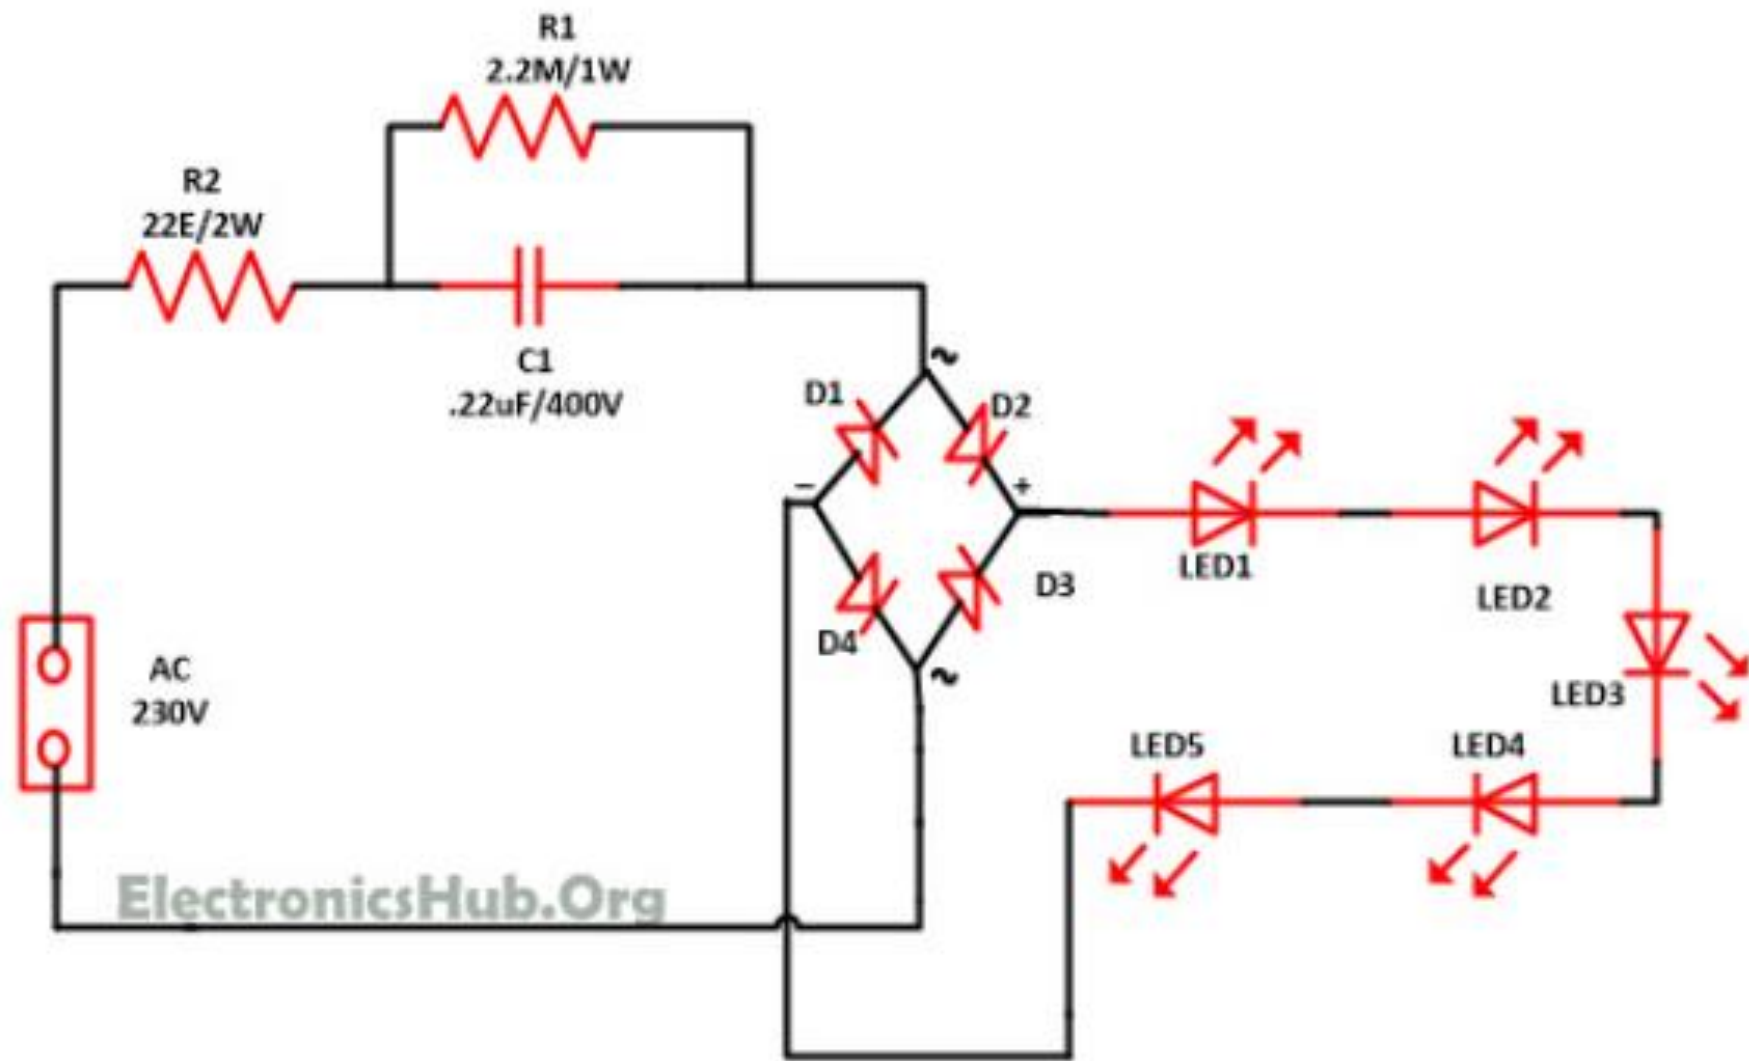 R1
2.2M/1W
R2
22E/2W
C1
.22uF/400V
~
D1
D2
–
+
LED1
LED2
D3
D4
~
AC
230V
LED3
LED5
LED4
ElectronicsHub.Org